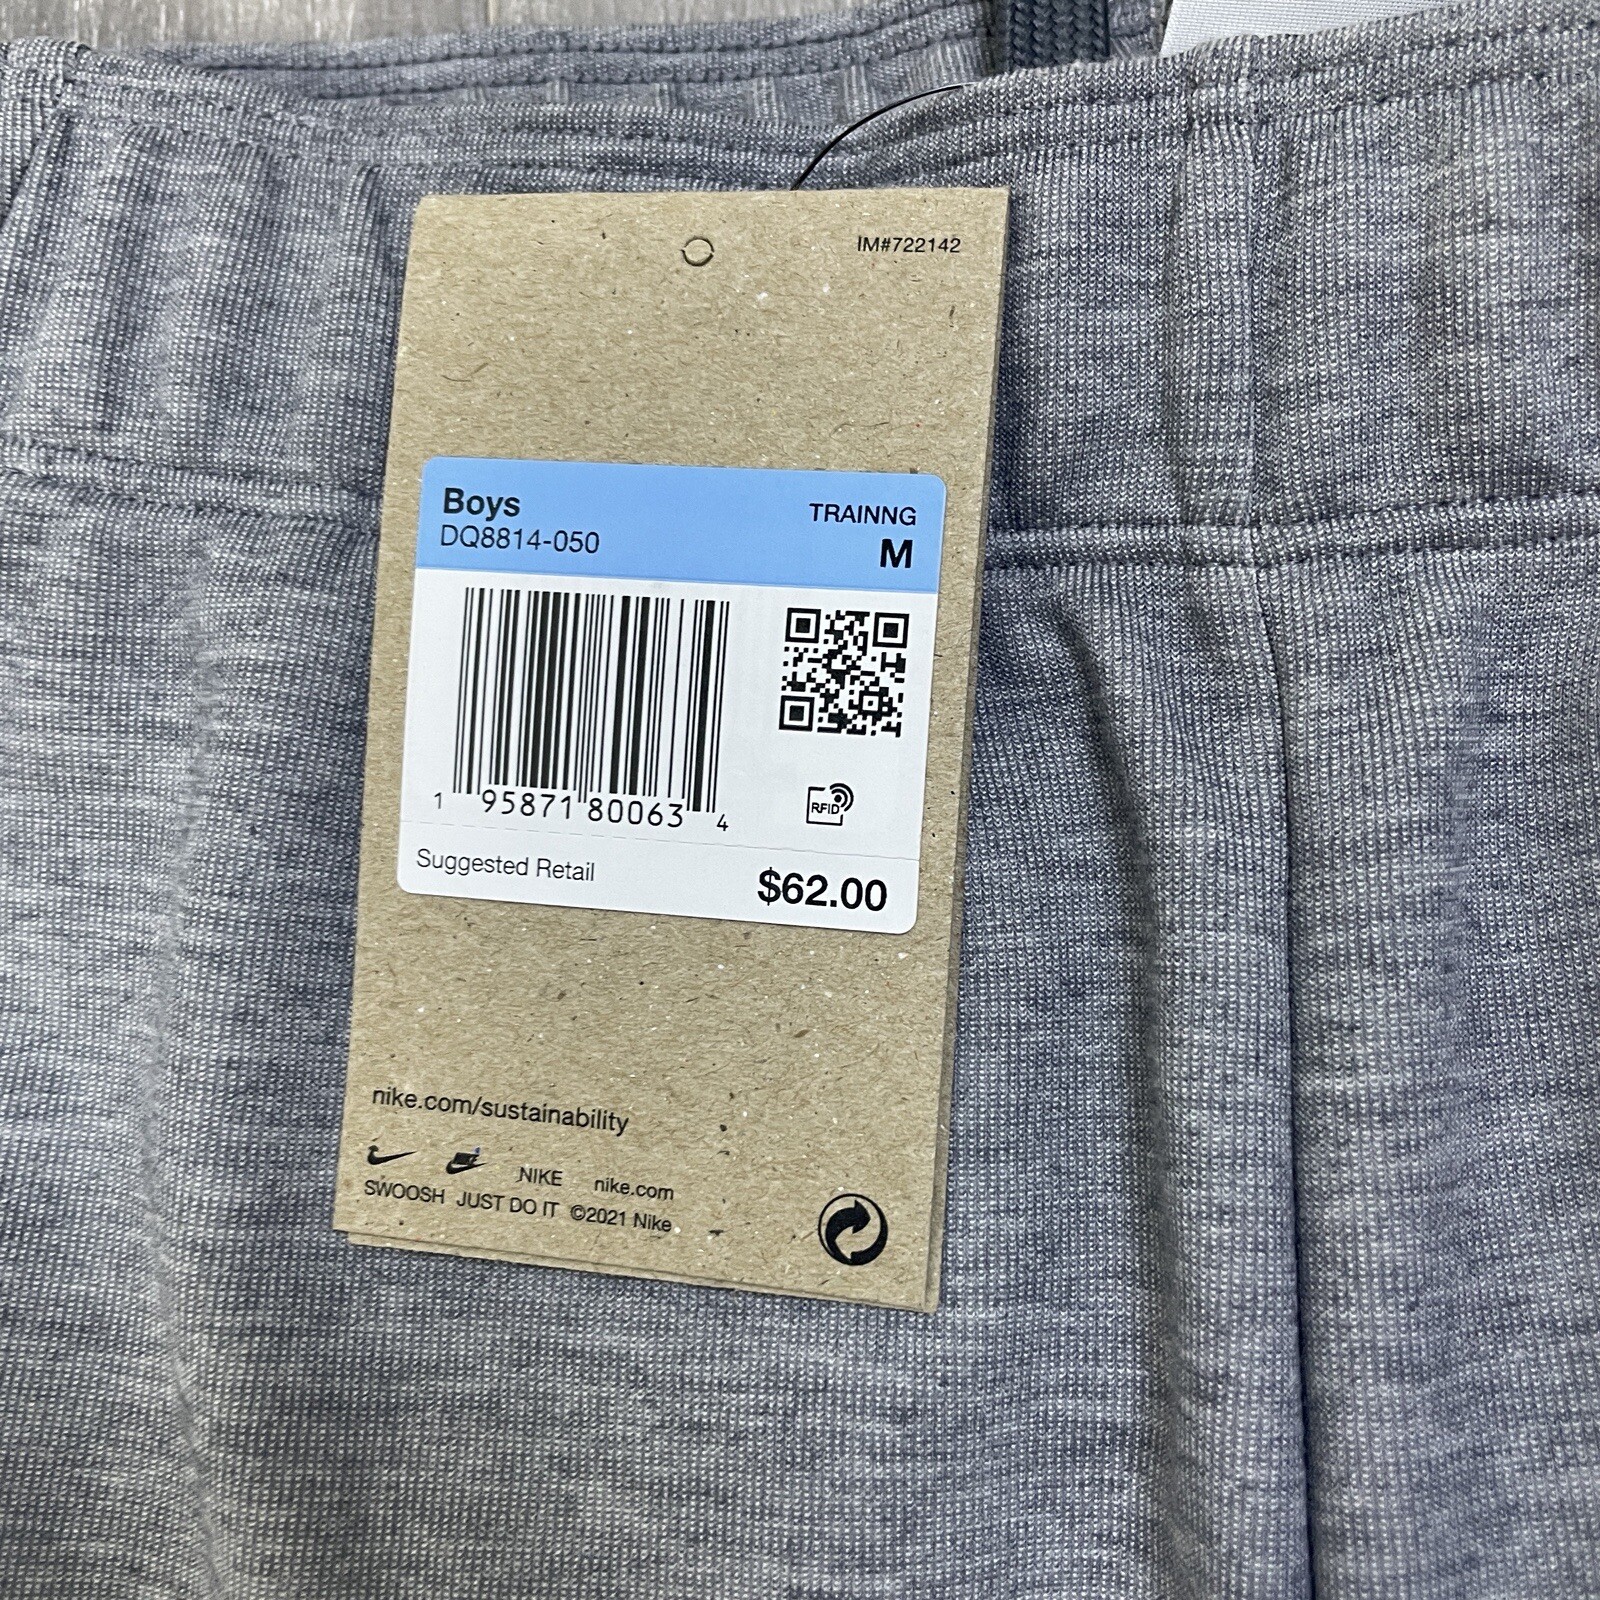 IM#722142
Boys TRAINNG
DQ8814-050 M
RFID
1 95871 80063 4
Suggested Retail $62.00
nike.com/sustainability
NIKE nike.com
SWOOSH JUST DO IT ©2021 Nike